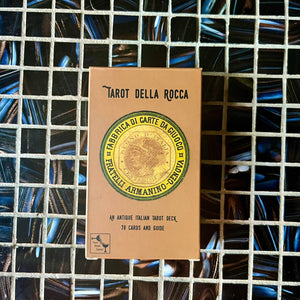 TAROT DELLA ROCCA
FABBRICA DI CARTE DA GIUOCO
FRATELLI ARMANINO-GENOVA
AN ANTIQUE ITALIAN TAROT DECK
78 CARDS AND GUIDE